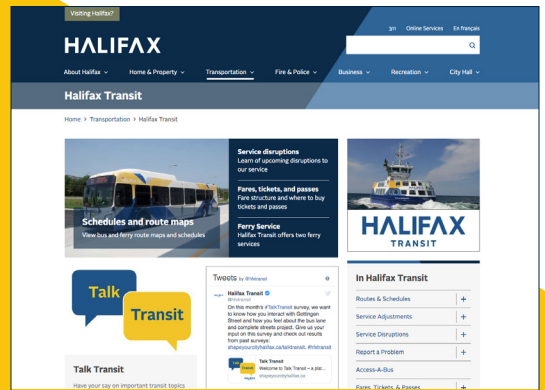 Visiting Halifax?
311 Online Services En français
HALIFAX
About Halifax Home & Property Transportation Fire & Police Business Recreation City Hall
Halifax Transit
Home > Transportation > Halifax Transit
Schedules and route maps
View bus and ferry route maps and schedules
Service disruptions
Learn of upcoming disruptions to
our service
Fares, tickets, and passes
Fare structure and where to buy
tickets and passes
Ferry Service
Halifax Transit offers two ferry
services
HALIFAX
TRANSIT
Talk
Transit
Talk Transit
Have your say on important transit topics
Tweets by @hfxtransit
Halifax Transit
@hfxtransit
On this month's #TalkTransit survey, we want
to know how you interact with Gottingen
Street and how you feel about the bus lane
and complete streets project. Give us your
input on this survey and check out results
from past surveys:
shapeyourcityhalifax.ca/talktransit. #hfxtransit
Talk Transit
Welcome to Talk Transit – a plac...
shapeyourcityhalifax.ca
In Halifax Transit
Routes & Schedules +
Service Adjustments +
Service Disruptions +
Report a Problem +
Access-A-Bus
Fares, Tickets, & Passes +